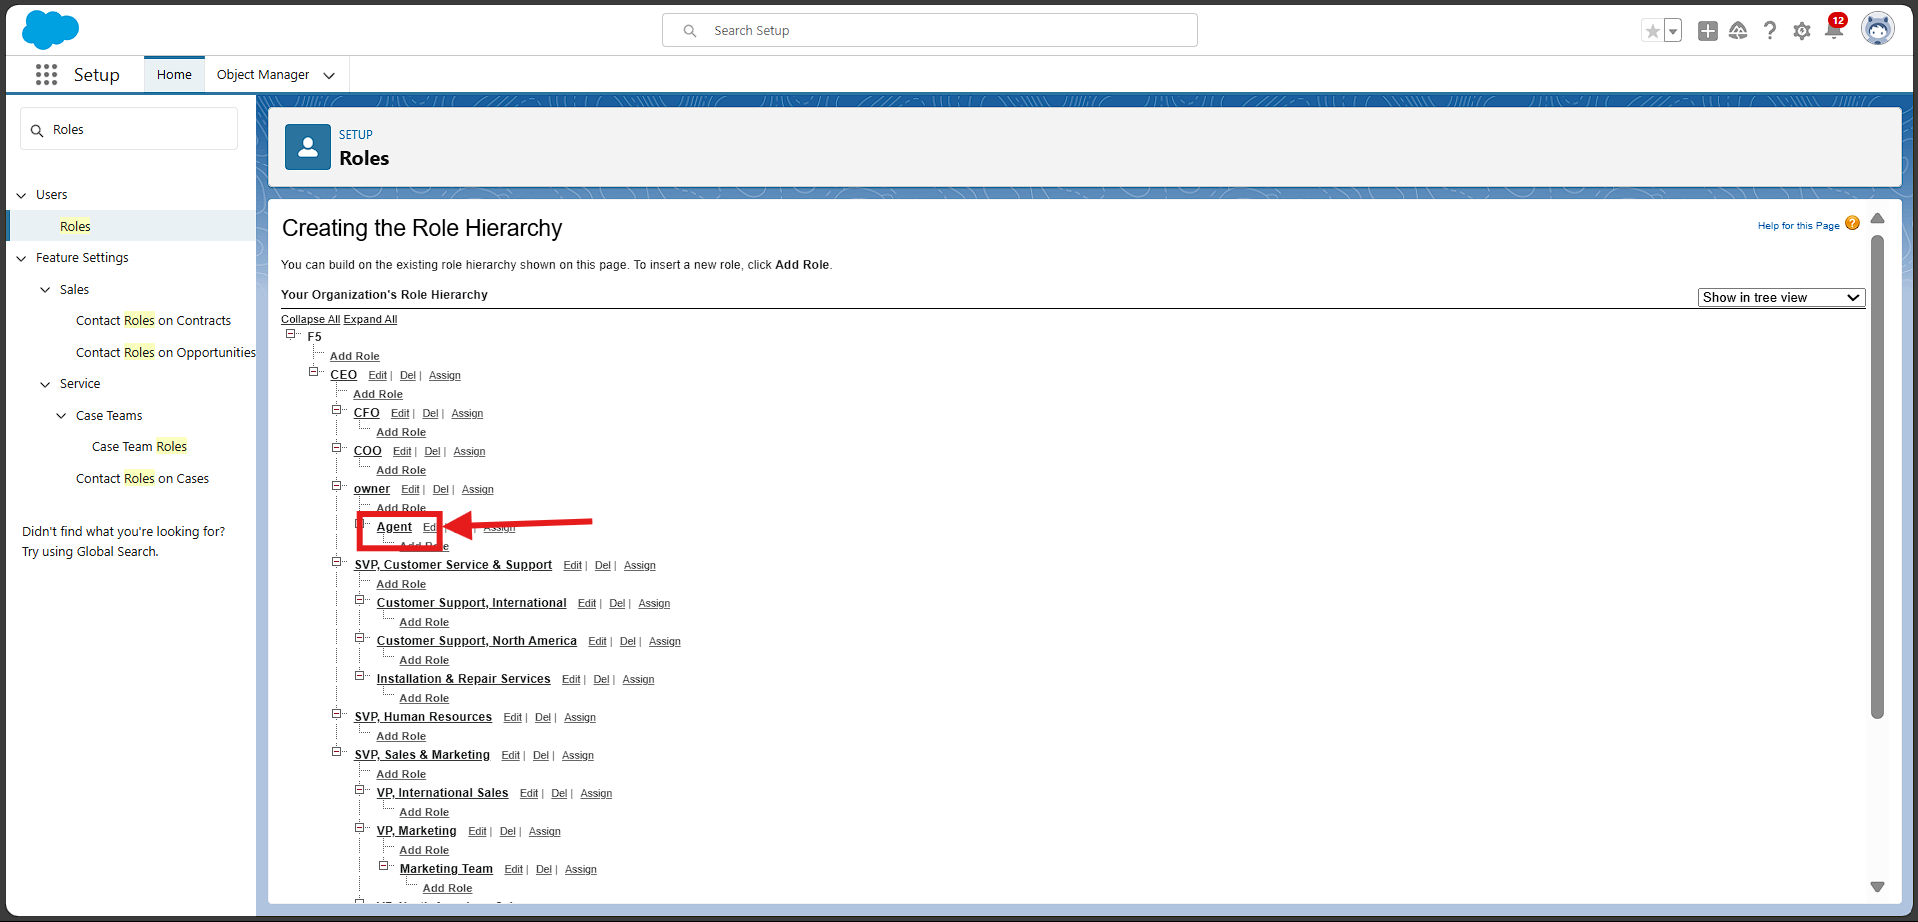 Search Setup
12
Setup
Home
Object Manager
Roles
SETUP
Roles
Users
Roles
Feature Settings
Sales
Contact Roles on Contracts
Contact Roles on Opportunities
Service
Case Teams
Case Team Roles
Contact Roles on Cases
Didn't find what you're looking for?
Try using Global Search.
Creating the Role Hierarchy
Help for this Page ?
You can build on the existing role hierarchy shown on this page. To insert a new role, click Add Role.
Your Organization's Role Hierarchy
Show in tree view
Collapse All Expand All
F5
Add Role
CEO Edit | Del | Assign
Add Role
CFO Edit | Del | Assign
Add Role
COO Edit | Del | Assign
Add Role
owner Edit | Del | Assign
Add Role
Agent Edit Assign
Add Role
SVP, Customer Service & Support Edit | Del | Assign
Add Role
Customer Support, International Edit | Del | Assign
Add Role
Customer Support, North America Edit | Del | Assign
Add Role
Installation & Repair Services Edit | Del | Assign
Add Role
SVP, Human Resources Edit | Del | Assign
Add Role
SVP, Sales & Marketing Edit | Del | Assign
Add Role
VP, International Sales Edit | Del | Assign
Add Role
VP, Marketing Edit | Del | Assign
Add Role
Marketing Team Edit | Del | Assign
Add Role